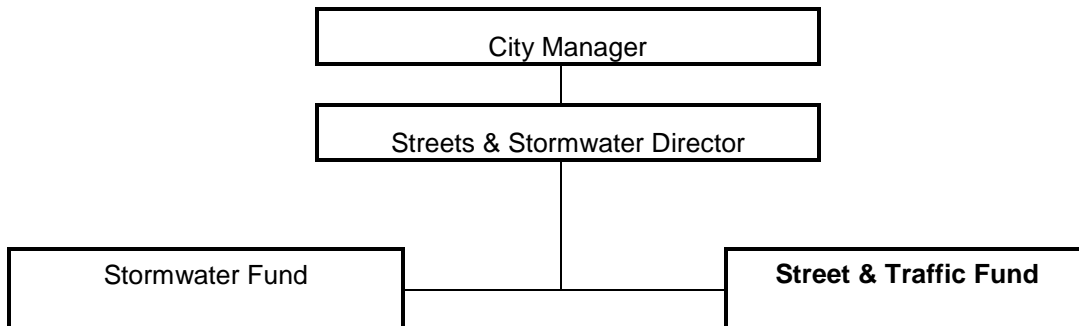 City Manager
Streets & Stormwater Director
Stormwater Fund
Street & Traffic Fund